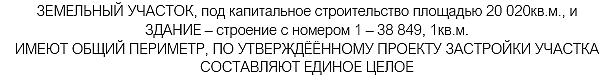 ЗЕМЕЛЬНЫЙ УЧАСТОК, под капитальное строительство площадью 20 020кв.м., и
ЗДАНИЕ – строение с номером 1 – 38 849, 1кв.м.
ИМЕЮТ ОБЩИЙ ПЕРИМЕТР, ПО УТВЕРЖДЁЁННОМУ ПРОЕКТУ ЗАСТРОЙКИ УЧАСТКА
СОСТАВЛЯЮТ ЕДИНОЕ ЦЕЛОЕ